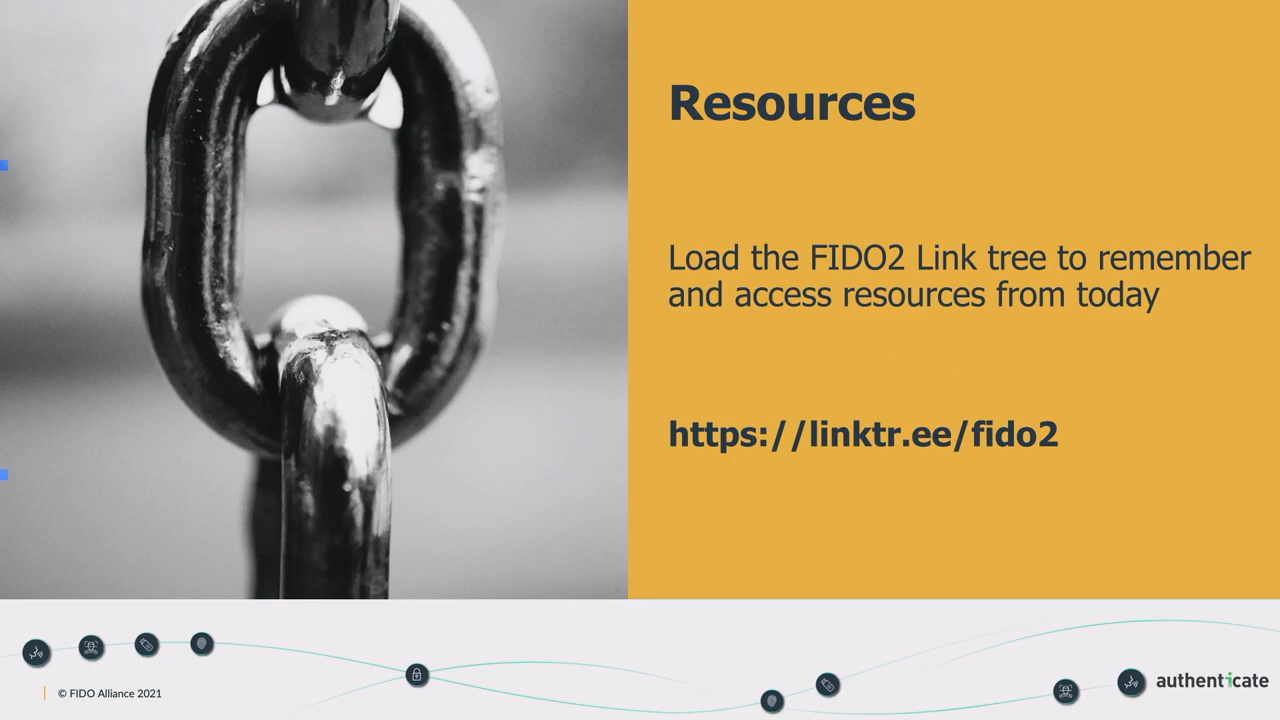 Resources
Load the FIDO2 Link tree to remember
and access resources from today
https://linktr.ee/fido2
© FIDO Alliance 2021
authenticate